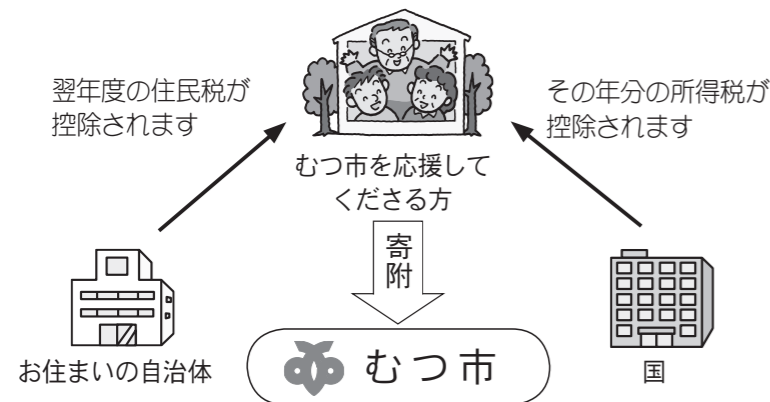 翌年度の住民税が
控除されます
その年分の所得税が
控除されます
むつ市を応援して
くださる方
寄附
お住まいの自治体
むつ市
国